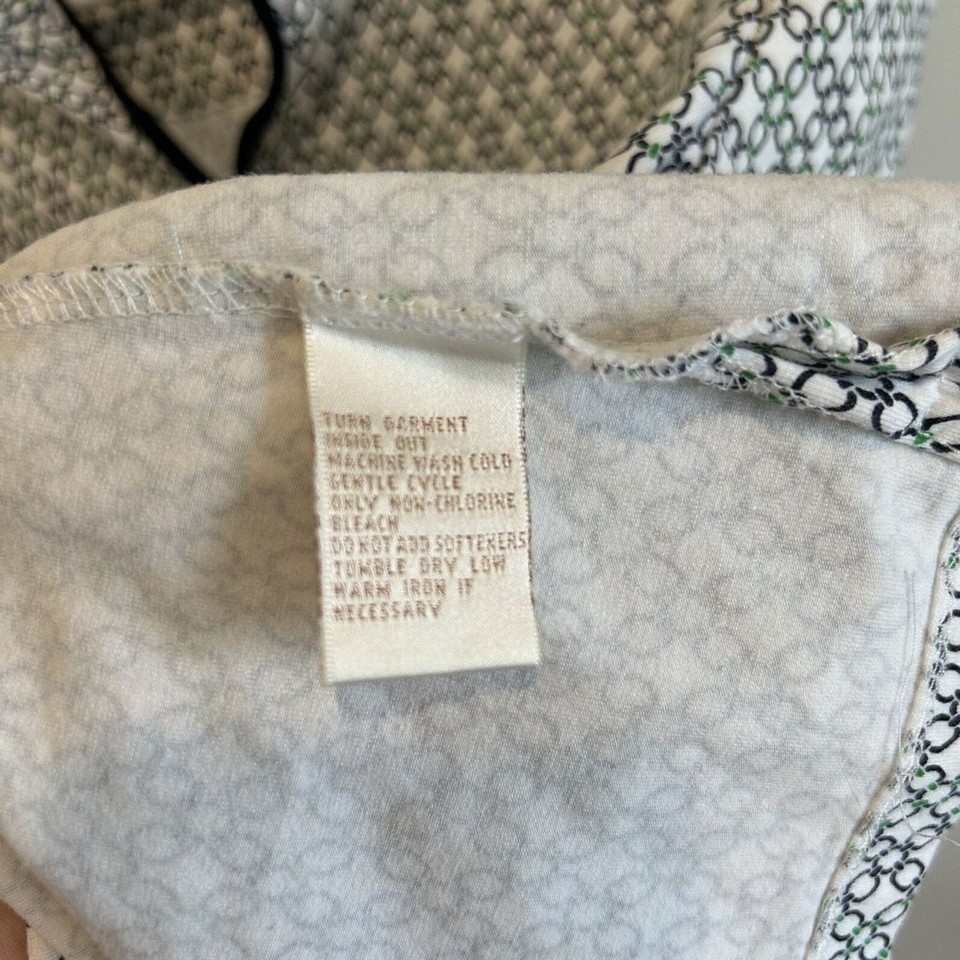 TURN GARMENT
INSIDE OUT
MACHINE WASH COLD
GENTLE CYCLE
ONLY NON-CHLORINE
BLEACH
DO NOT ADD SOFTENERS
TUMBLE DRY LOW
WARM IRON IF
NECESSARY